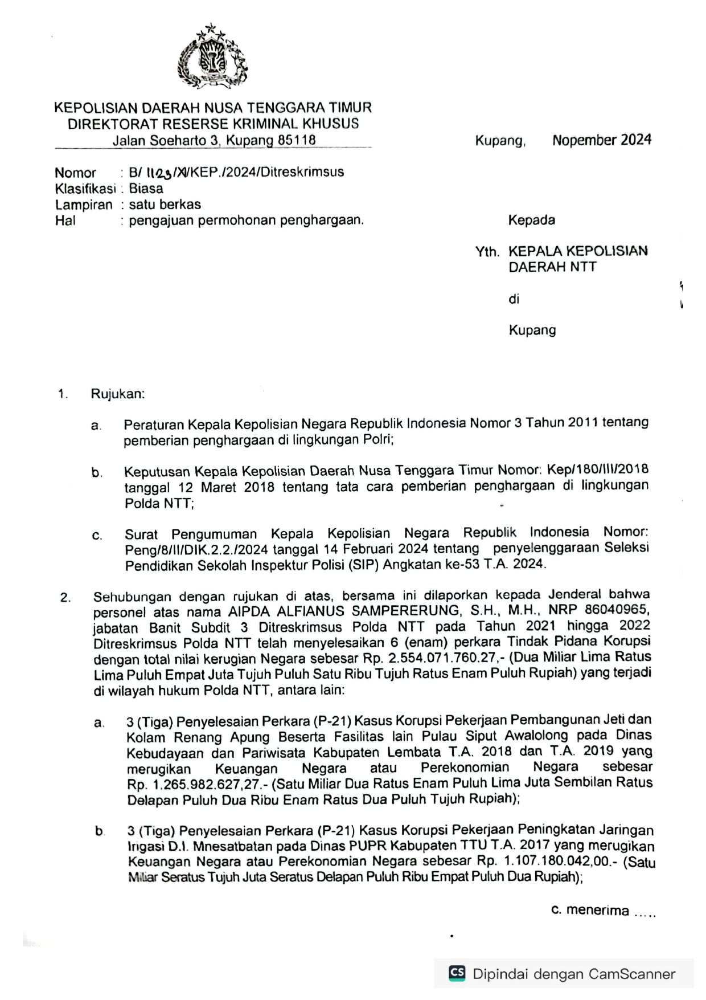 KEPOLISIAN DAERAH NUSA TENGGARA TIMUR
DIREKTORAT RESERSE KRIMINAL KHUSUS
Jalan Soeharto 3, Kupang 85118
Kupang, Nopember 2024
Nomor : B/ 1123/XI/KEP./2024/Ditreskrimsus
Klasifikasi : Biasa
Lampiran : satu berkas
Hal : pengajuan permohonan penghargaan.
Kepada
Yth. KEPALA KEPOLISIAN
DAERAH NTT
di
Kupang
1. Rujukan:
a. Peraturan Kepala Kepolisian Negara Republik Indonesia Nomor 3 Tahun 2011 tentang
pemberian penghargaan di lingkungan Polri;
b. Keputusan Kepala Kepolisian Daerah Nusa Tenggara Timur Nomor: Kep/180/III/2018
tanggal 12 Maret 2018 tentang tata cara pemberian penghargaan di lingkungan
Polda NTT;
c. Surat Pengumuman Kepala Kepolisian Negara Republik Indonesia Nomor:
Peng/8/II/DIK.2.2./2024 tanggal 14 Februari 2024 tentang penyelenggaraan Seleksi
Pendidikan Sekolah Inspektur Polisi (SIP) Angkatan ke-53 T.A. 2024.
2. Sehubungan dengan rujukan di atas, bersama ini dilaporkan kepada Jenderal bahwa
personel atas nama AIPDA ALFIANUS SAMPERERUNG, S.H., M.H., NRP 86040965,
jabatan Banit Subdit 3 Ditreskrimsus Polda NTT pada Tahun 2021 hingga 2022
Ditreskrimsus Polda NTT telah menyelesaikan 6 (enam) perkara Tindak Pidana Korupsi
dengan total nilai kerugian Negara sebesar Rp. 2.554.071.760.27,- (Dua Miliar Lima Ratus
Lima Puluh Empat Juta Tujuh Puluh Satu Ribu Tujuh Ratus Enam Puluh Rupiah) yang terjadi
di wilayah hukum Polda NTT, antara lain:
a. 3 (Tiga) Penyelesaian Perkara (P-21) Kasus Korupsi Pekerjaan Pembangunan Jeti dan
Kolam Renang Apung Beserta Fasilitas lain Pulau Siput Awalolong pada Dinas
Kebudayaan dan Pariwisata Kabupaten Lembata T.A. 2018 dan T.A. 2019 yang
merugikan Keuangan Negara atau Perekonomian Negara sebesar
Rp. 1.265.982.627,27.- (Satu Miliar Dua Ratus Enam Puluh Lima Juta Sembilan Ratus
Delapan Puluh Dua Ribu Enam Ratus Dua Puluh Tujuh Rupiah);
b. 3 (Tiga) Penyelesaian Perkara (P-21) Kasus Korupsi Pekerjaan Peningkatan Jaringan
Irigasi D.I. Mnesatbatan pada Dinas PUPR Kabupaten TTU T.A. 2017 yang merugikan
Keuangan Negara atau Perekonomian Negara sebesar Rp. 1.107.180.042,00.- (Satu
Miliar Seratus Tujuh Juta Seratus Delapan Puluh Ribu Empat Puluh Dua Rupiah);
c. menerima .....
CS Dipindai dengan CamScanner